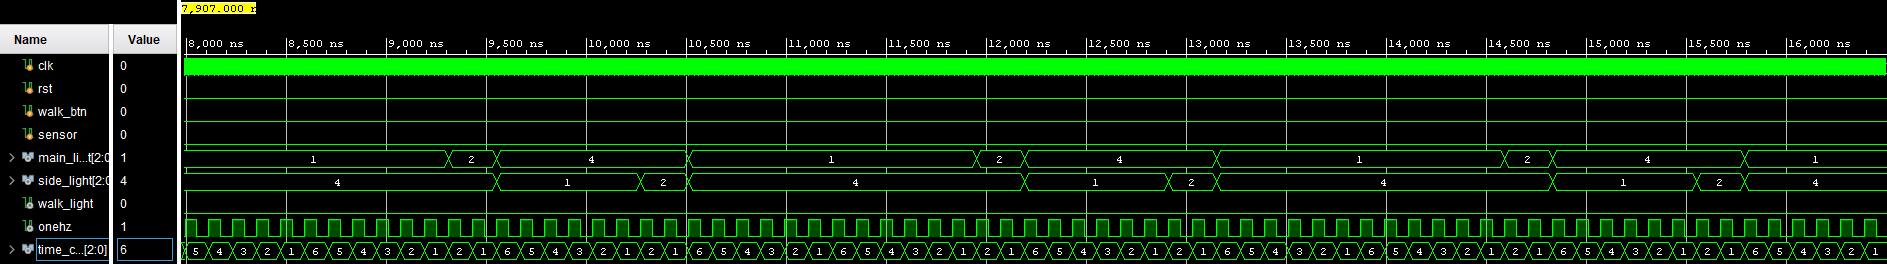 7,907.000 n
Name Value 8,000 ns 8,500 ns 9,000 ns 9,500 ns 10,000 ns 10,500 ns 11,000 ns 11,500 ns 12,000 ns 12,500 ns 13,000 ns 13,500 ns 14,000 ns 14,500 ns 15,000 ns 15,500 ns 16,000 ns
clk 0
rst 0
walk_btn 0
sensor 0
main_li...t[2:0 1 1 2 4 1 2 4 1 2 4 1
side_light[2:0 4 4 1 2 4 1 2 4 1 2 4
walk_light 0
onehz 1
time_c...[2:0] 6 5 4 3 2 1 6 5 4 3 2 1 2 1 6 5 4 3 2 1 2 1 6 5 4 3 2 1 6 5 4 3 2 1 2 1 6 5 4 3 2 1 2 1 6 5 4 3 2 1 6 5 4 3 2 1 2 1 6 5 4 3 2 1 2 1 6 5 4 3 2 1